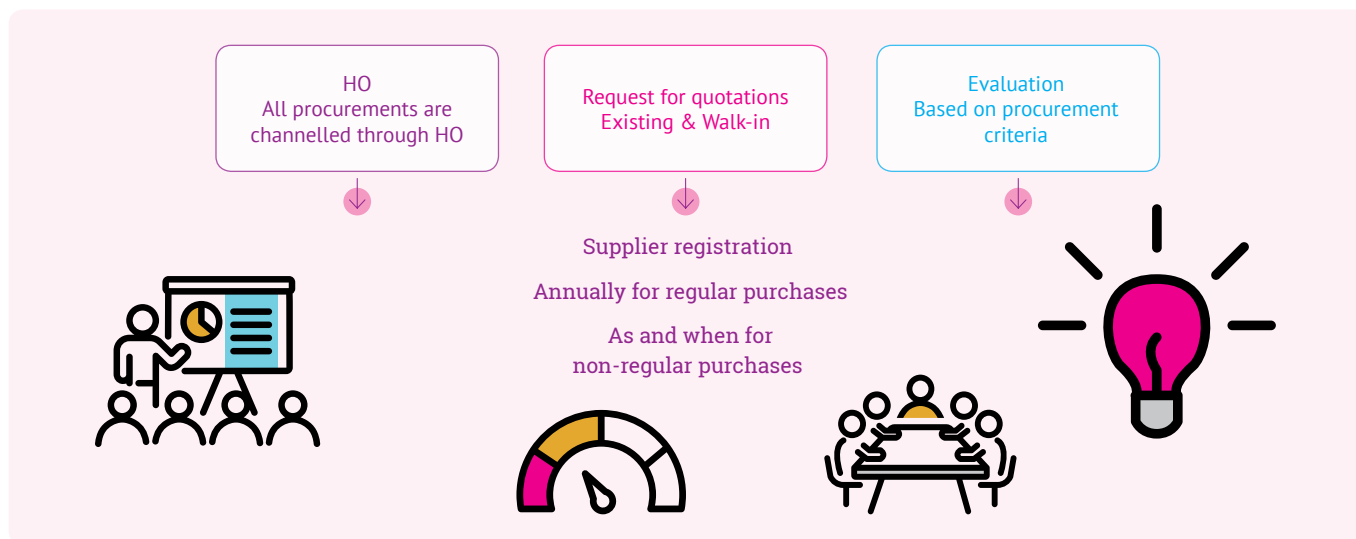 HO
All procurements are
channelled through HO
Request for quotations
Existing & Walk-in
Evaluation
Based on procurement
criteria
Supplier registration
Annually for regular purchases
As and when for
non-regular purchases